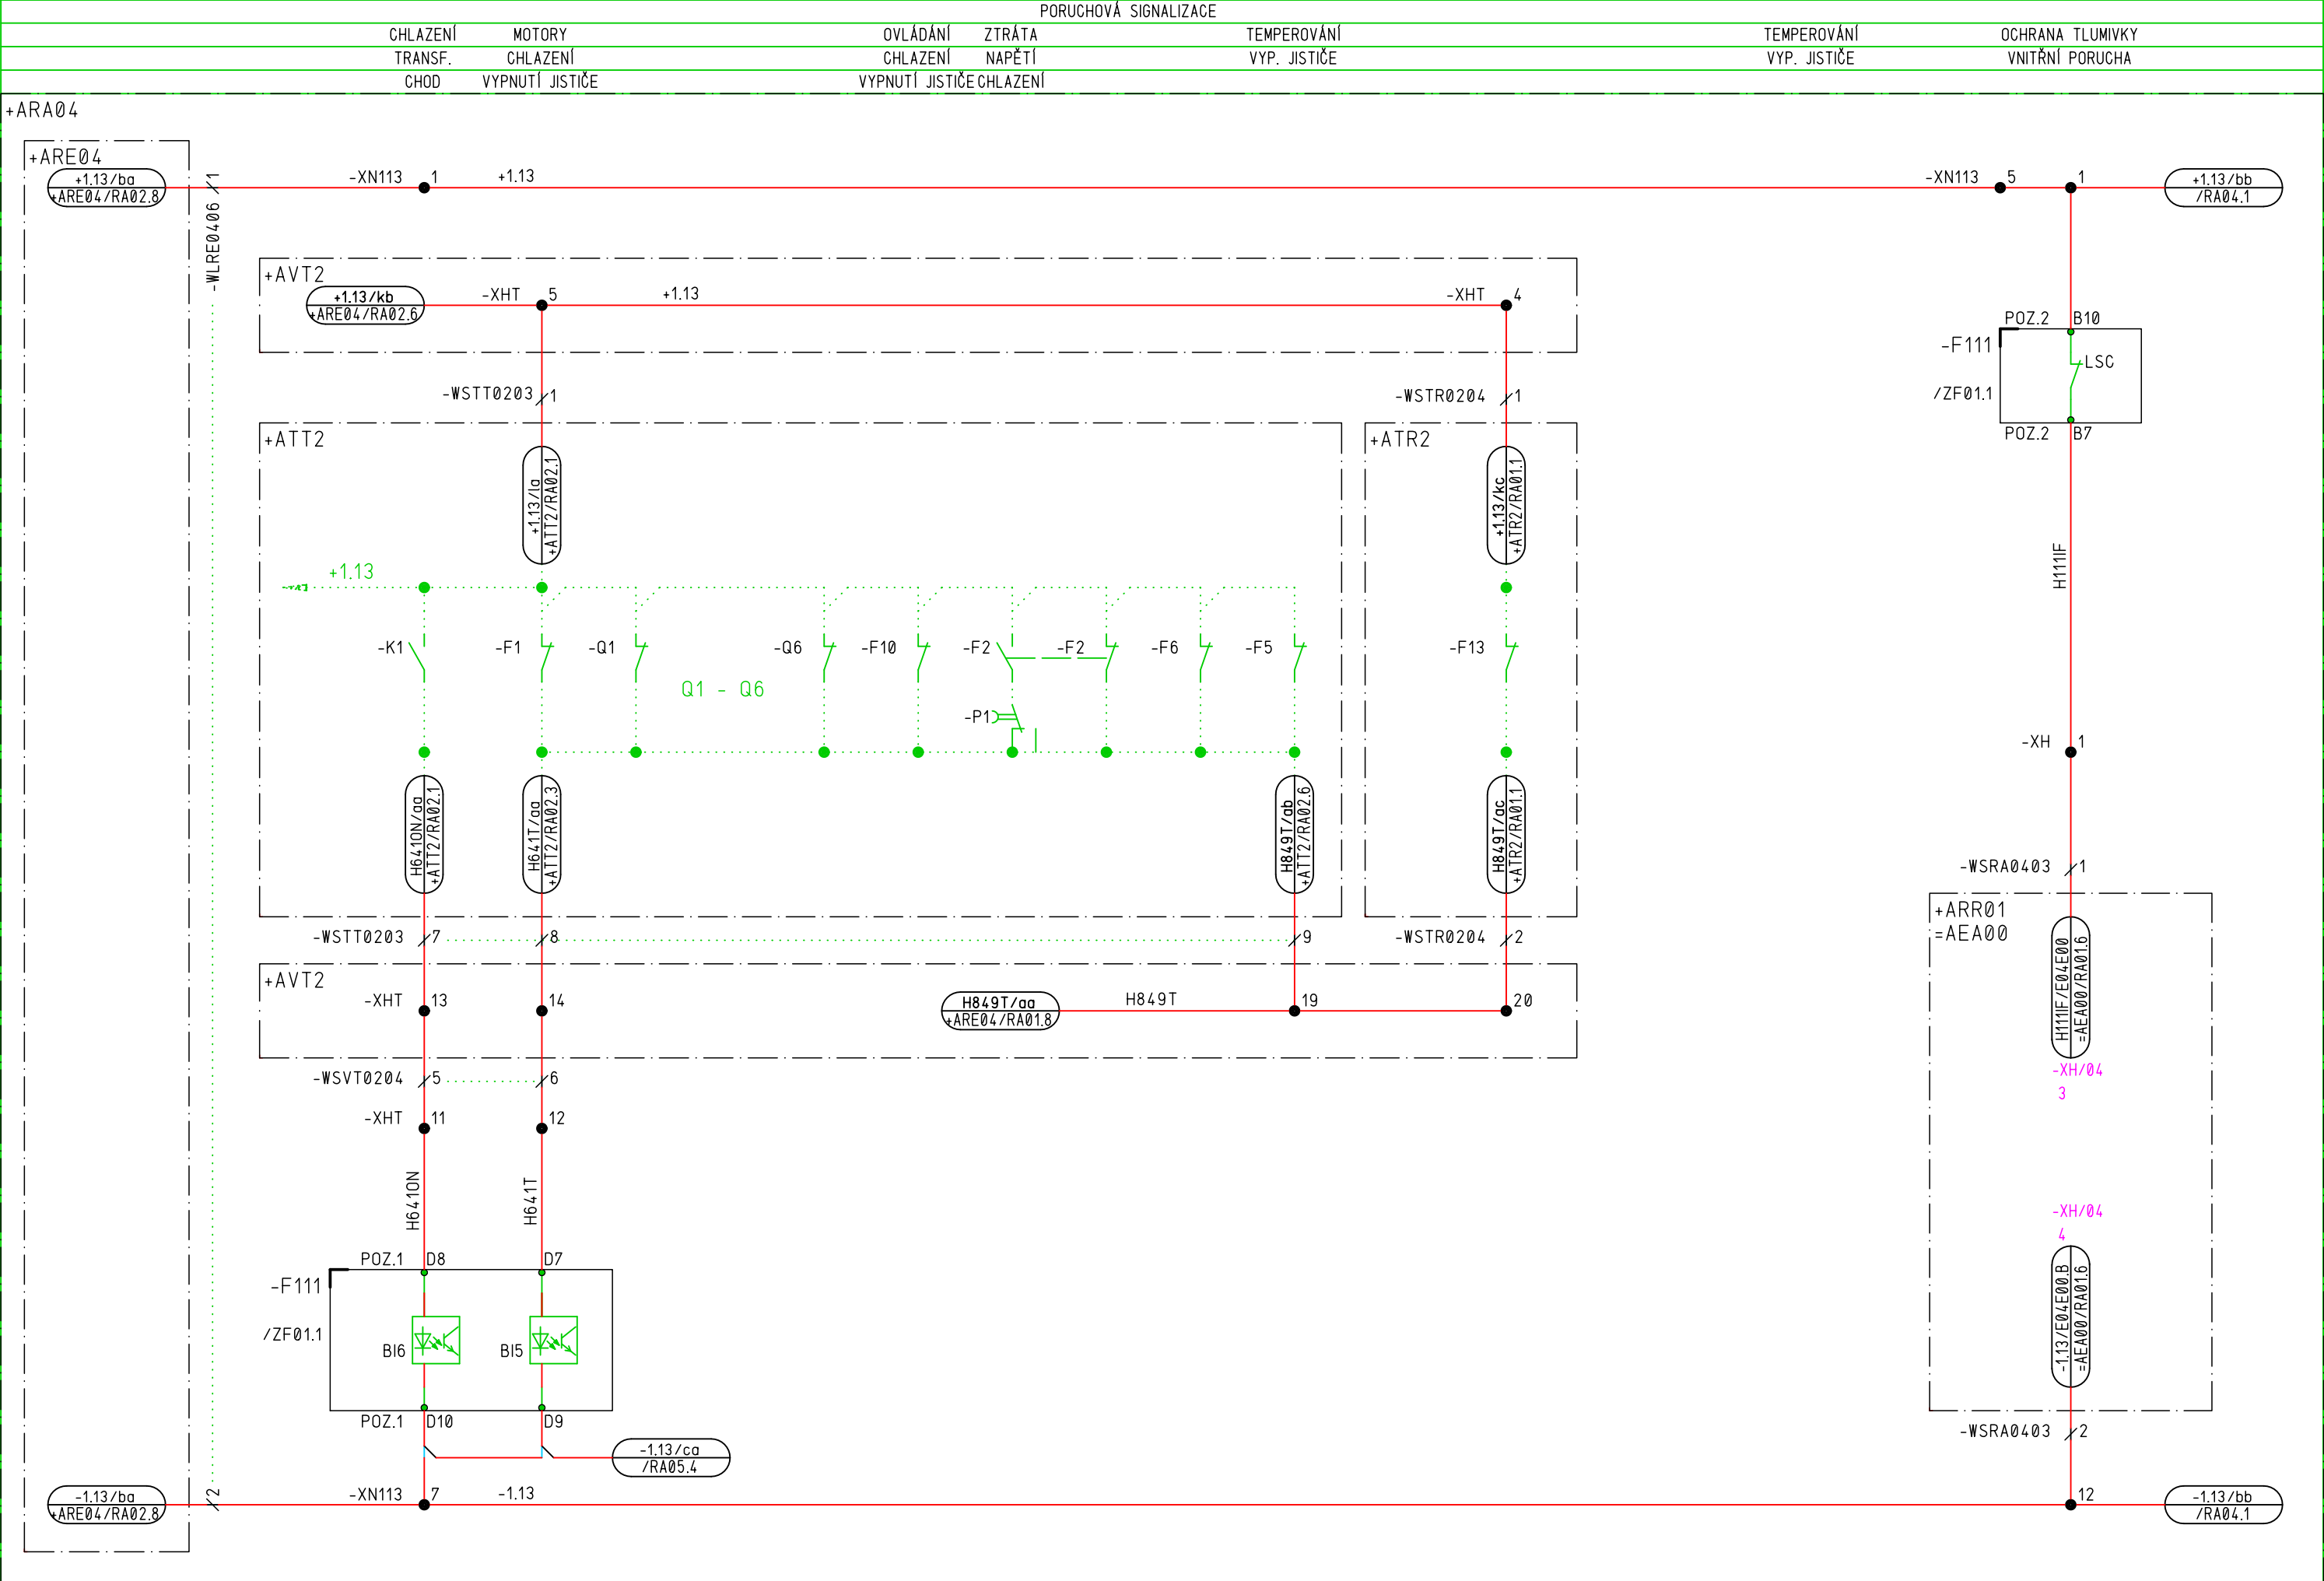 PORUCHOVÁ SIGNALIZACE
CHLAZENÍ MOTORY OVLÁDÁNÍ ZTRÁTA TEMPEROVÁNÍ TEMPEROVÁNÍ OCHRANA TLUMIVKY
TRANSF. CHLAZENÍ CHLAZENÍ NAPĚTÍ VYP. JISTIČE VYP. JISTIČE VNITŘNÍ PORUCHA
CHOD VYPNUTÍ JISTIČE VYPNUTÍ JISTIČE CHLAZENÍ
+ARA04
+ARE04
+1.13/ba
+ARE04/RA02.8
1
-WLRE0406
-XN113 1 +1.13
-XN113 5 1
+1.13/bb
/RA04.1
+AVT2
+1.13/kb
+ARE04/RA02.6
-XHT 5 +1.13
-XHT 4
POZ.2 B10
-F111
LSC
/ZF01.1
POZ.2 B7
-WSTT0203 1
-WSTR0204 1
+ATT2
+ATR2
+1.13/la
+ATT2/RA02.1
+1.13/kc
+ATR2/RA01.1
H111IF
+1.13
-K1 -F1 -Q1 -Q6 -F10 -F2 -F2 -F6 -F5 -F13
Q1 - Q6
-P1
-XH 1
H641ON/aa
+ATT2/RA02.1
H641T/aa
+ATT2/RA02.3
H849T/ab
+ATT2/RA02.6
H849T/ac
+ATR2/RA01.1
-WSRA0403 1
+ARR01
=AEA00
H111IF/E04E00
=AEA00/RA01.6
-WSTT0203 7 8 9
-WSTR0204 2
+AVT2
-XHT 13 14
H849T/aa
+ARE04/RA01.8
H849T 19 20
-XH/04
3
-WSVT0204 5 6
-XHT 11 12
H641ON
H641T
-XH/04
4
-1.13/E04E00.B
=AEA00/RA01.6
POZ.1 D8 D7
-F111
/ZF01.1
BI6 BI5
POZ.1 D10 D9
-1.13/ca
/RA05.4
-WSRA0403 2
-1.13/ba
+ARE04/RA02.8
2
-XN113 7 -1.13
12
-1.13/bb
/RA04.1